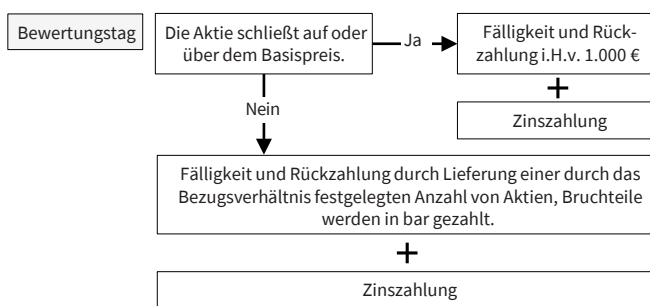 Bewertungstag
Die Aktie schließt auf oder
über dem Basispreis.
Ja
Fälligkeit und Rück-
zahlung i.H.v. 1.000 €
+
Zinszahlung
Nein
Fälligkeit und Rückzahlung durch Lieferung einer durch das
Bezugsverhältnis festgelegten Anzahl von Aktien, Bruchteile
werden in bar gezahlt.
+
Zinszahlung